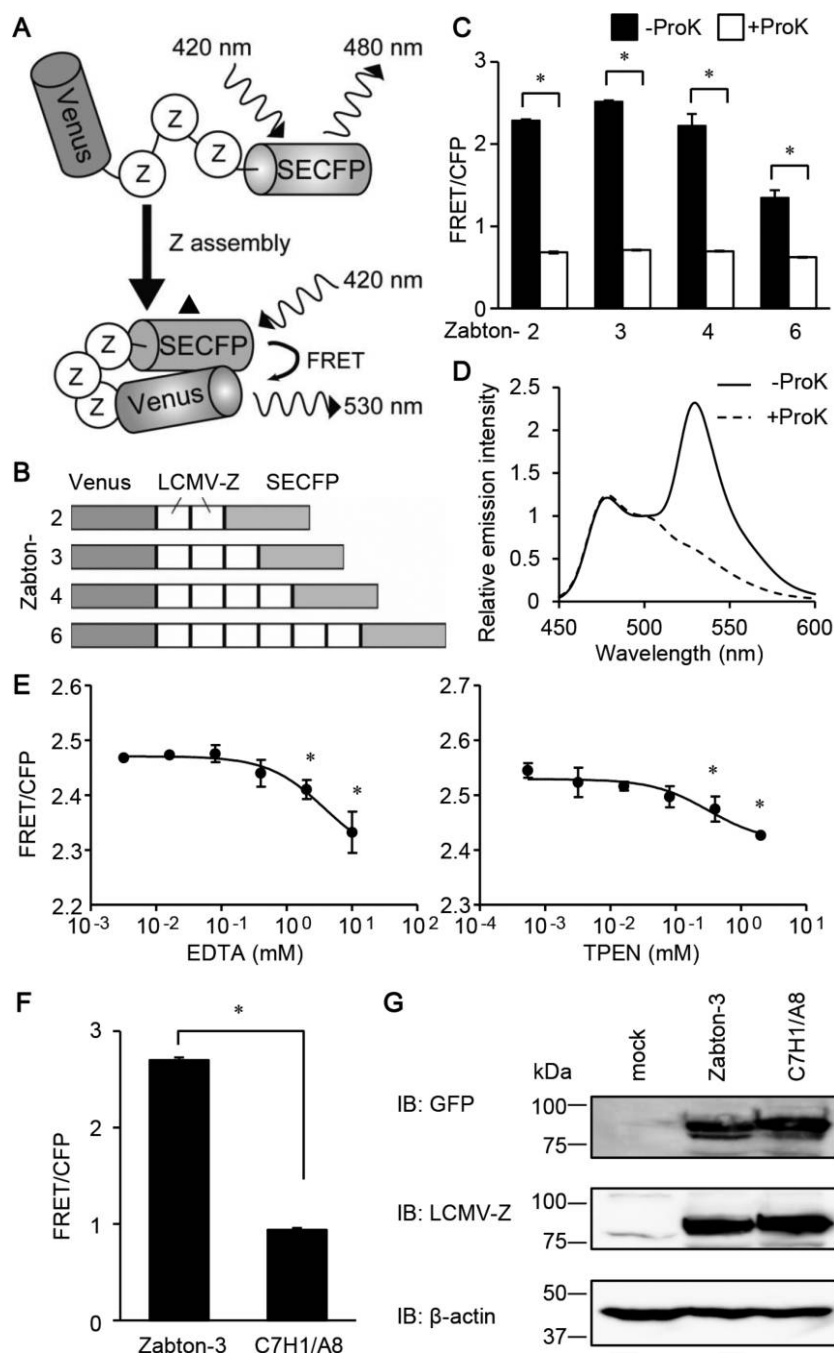 A
420 nm
480 nm
Venus
Z
Z
Z
SECFP
Z assembly
420 nm
Z
Z
Z
SECFP
Venus
FRET
530 nm
B
Venus LCMV-Z SECFP
Zabton-
2
3
4
6
C
-ProK +ProK
FRET/CFP
3
2
1
0
* * * *
Zabton- 2 3 4 6
D
-ProK
+ProK
Relative emission intensity
2.5
2
1.5
1
0.5
0
450 500 550 600
Wavelength (nm)
E
FRET/CFP
2.6
2.5
2.4
2.3
2.2
* *
10-3 10-2 10-1 100 101 102
EDTA (mM)
2.7
2.6
2.5
2.4
2.3
* *
10-4 10-3 10-2 10-1 100 101
TPEN (mM)
F
FRET/CFP
3
2
1
0
*
Zabton-3 C7H1/A8
G
kDa
mock
Zabton-3
C7H1/A8
IB: GFP
100
75
IB: LCMV-Z
100
75
IB: β-actin
50
37